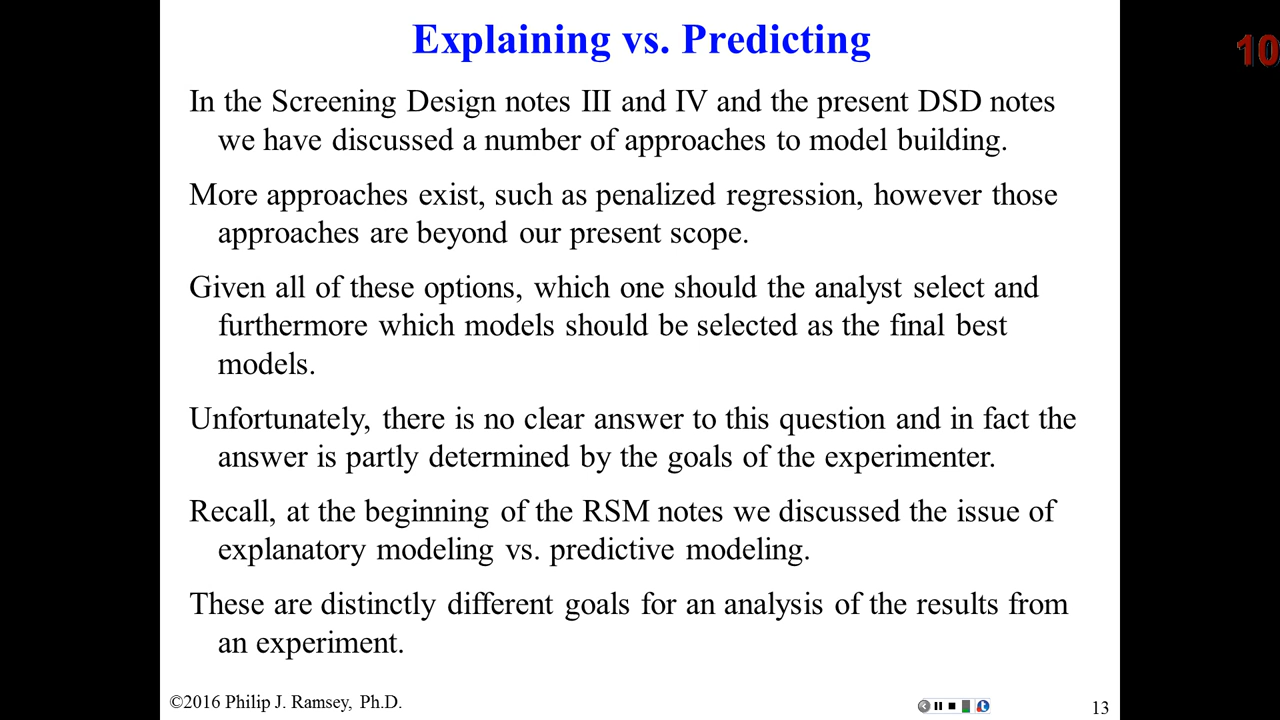 Explaining vs. Predicting
10
In the Screening Design notes III and IV and the present DSD notes
we have discussed a number of approaches to model building.
More approaches exist, such as penalized regression, however those
approaches are beyond our present scope.
Given all of these options, which one should the analyst select and
furthermore which models should be selected as the final best
models.
Unfortunately, there is no clear answer to this question and in fact the
answer is partly determined by the goals of the experimenter.
Recall, at the beginning of the RSM notes we discussed the issue of
explanatory modeling vs. predictive modeling.
These are distinctly different goals for an analysis of the results from
an experiment.
©2016 Philip J. Ramsey, Ph.D.
13